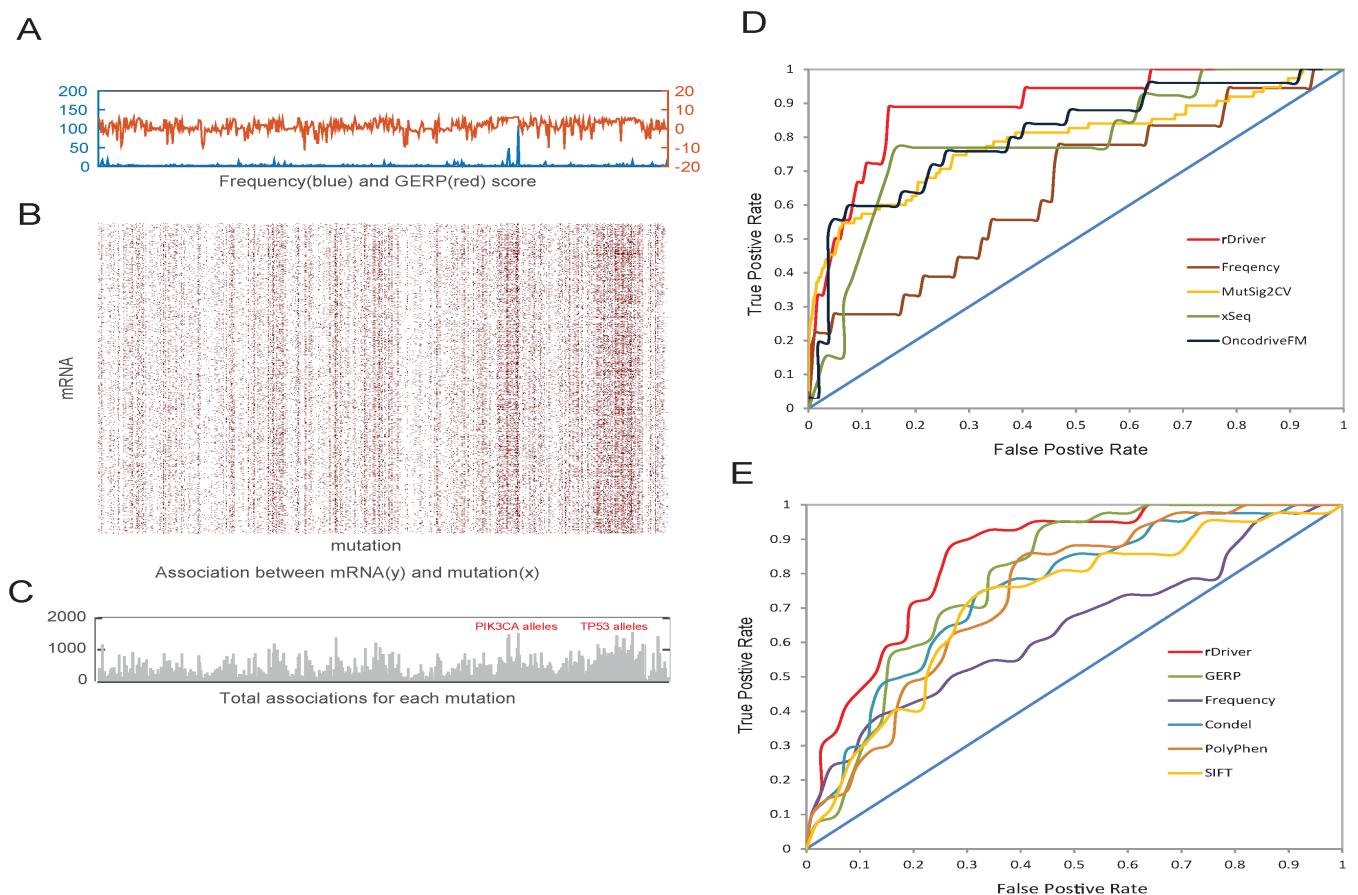 A
200
150
100
50
0
20
10
0
-10
-20
Frequency(blue) and GERP(red) score
B
mRNA
mutation
Association between mRNA(y) and mutation(x)
C
2000
1000
0
PIK3CA alleles
TP53 alleles
Total associations for each mutation
D
1
0.9
0.8
0.7
0.6
0.5
0.4
0.3
0.2
0.1
0
True Postive Rate
rDriver
Freqency
MutSig2CV
xSeq
OncodriveFM
0 0.1 0.2 0.3 0.4 0.5 0.6 0.7 0.8 0.9 1
False Postive Rate
E
1
0.9
0.8
0.7
0.6
0.5
0.4
0.3
0.2
0.1
0
True Postive Rate
rDriver
GERP
Frequency
Condel
PolyPhen
SIFT
0 0.1 0.2 0.3 0.4 0.5 0.6 0.7 0.8 0.9 1
False Postive Rate